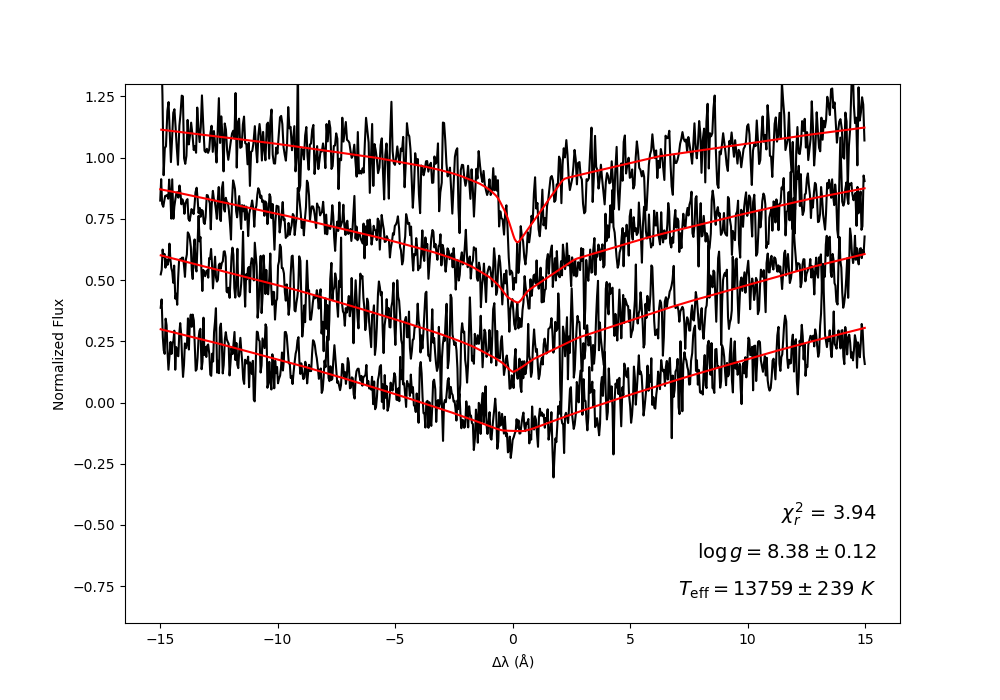 1.25
1.00
0.75
0.50
0.25
0.00
−0.25
−0.50
−0.75
Normalized Flux
χ²ᵣ = 3.94
log g = 8.38 ± 0.12
T_eff = 13759 ± 239 K
−15 −10 −5 0 5 10 15
Δλ (Å)